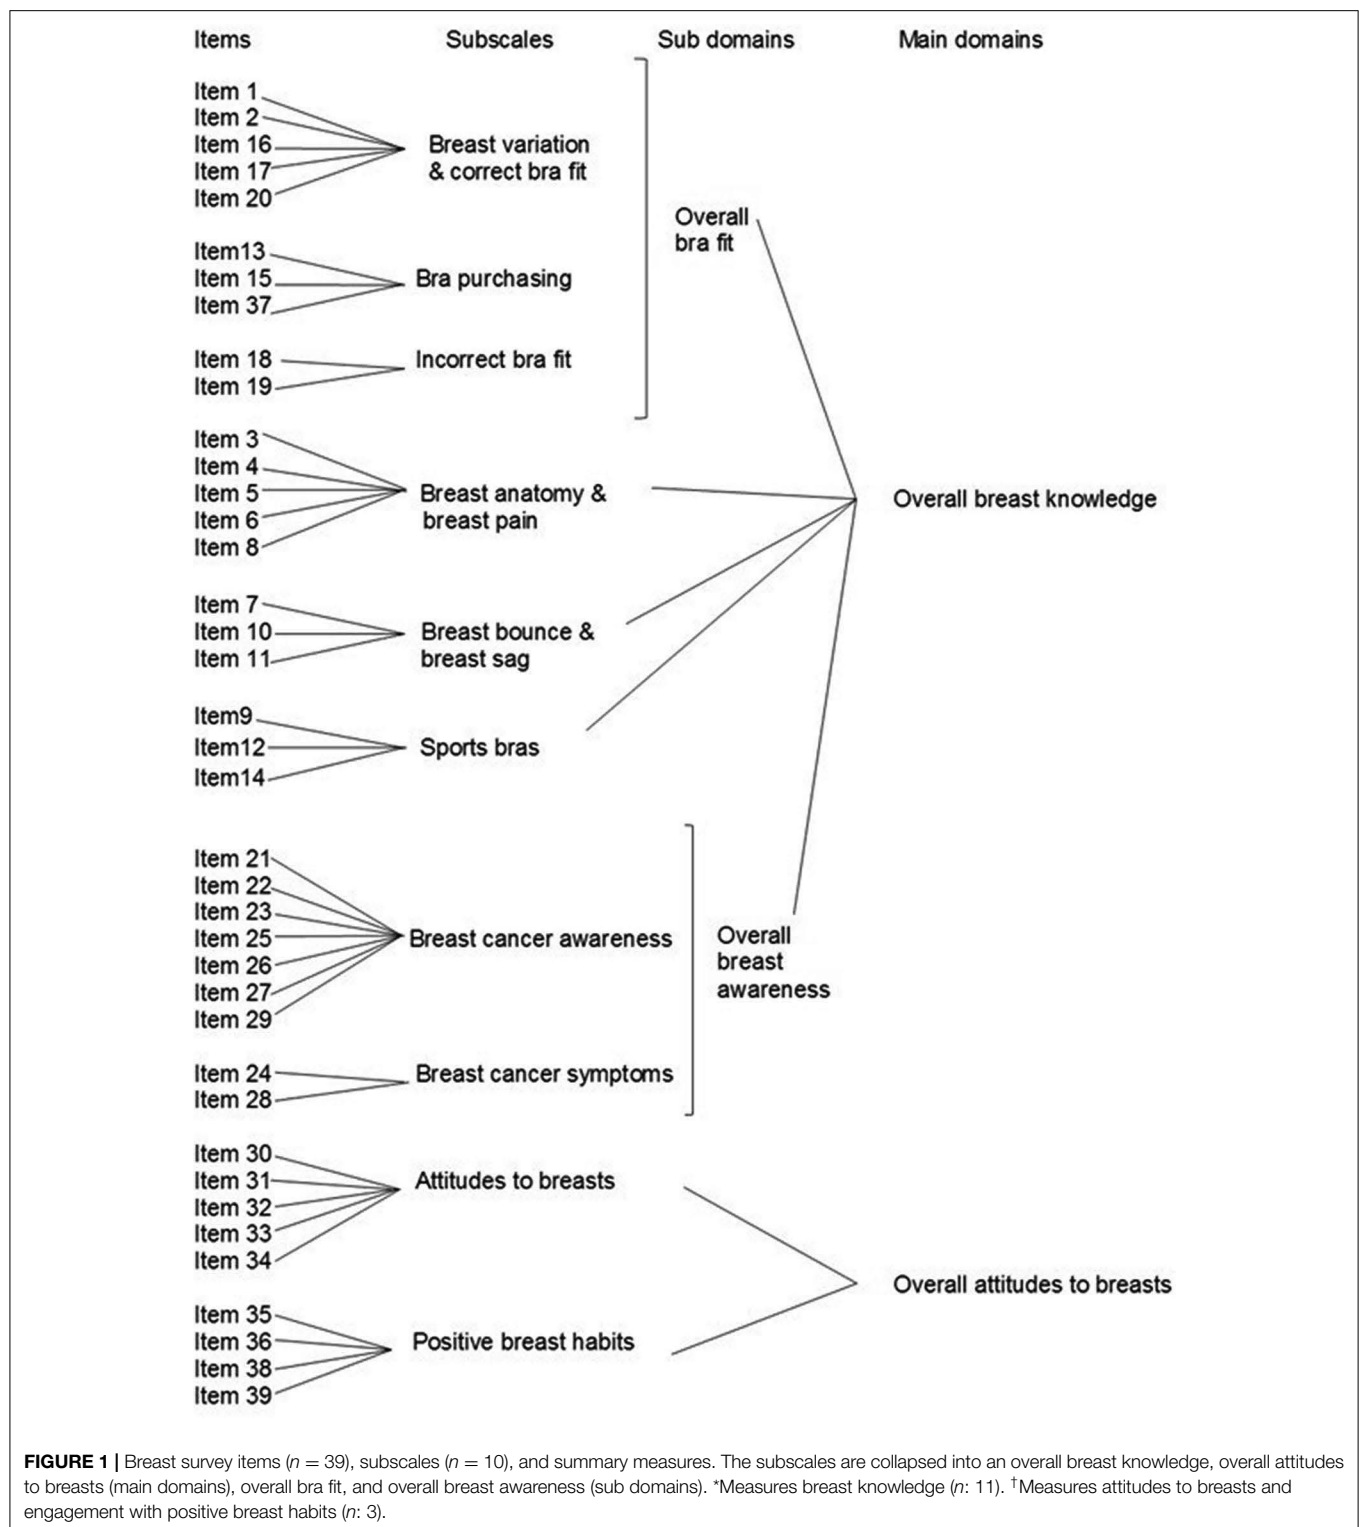 Items Subscales Sub domains Main domains
Item 1
Item 2
Item 16
Item 17
Item 20
Breast variation
& correct bra fit
Overall
bra fit
Item13
Item 15
Item 37
Bra purchasing
Item 18
Item 19
Incorrect bra fit
Item 3
Item 4
Item 5
Item 6
Item 8
Breast anatomy &
breast pain
Overall breast knowledge
Item 7
Item 10
Item 11
Breast bounce &
breast sag
Item9
Item12
Item14
Sports bras
Item 21
Item 22
Item 23
Item 25
Item 26
Item 27
Item 29
Breast cancer awareness
Overall
breast
awareness
Item 24
Item 28
Breast cancer symptoms
Item 30
Item 31
Item 32
Item 33
Item 34
Attitudes to breasts
Overall attitudes to breasts
Item 35
Item 36
Item 38
Item 39
Positive breast habits
FIGURE 1 | Breast survey items (n = 39), subscales (n = 10), and summary measures. The subscales are collapsed into an overall breast knowledge, overall attitudes
to breasts (main domains), overall bra fit, and overall breast awareness (sub domains). *Measures breast knowledge (n: 11). †Measures attitudes to breasts and
engagement with positive breast habits (n: 3).